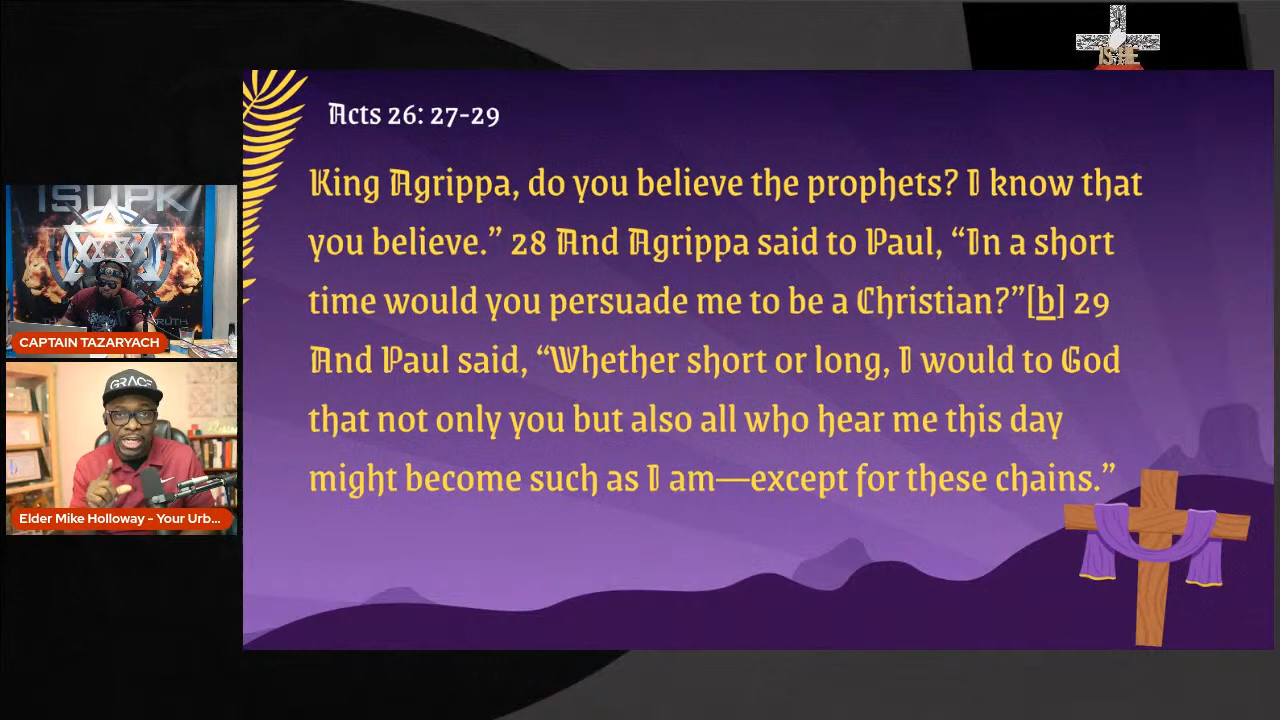 IS HE
Acts 26: 27-29
King Agrippa, do you believe the prophets? I know that
you believe.” 28 And Agrippa said to Paul, “In a short
time would you persuade me to be a Christian?”[b] 29
And Paul said, “Whether short or long, I would to God
that not only you but also all who hear me this day
might become such as I am—except for these chains.”
ISUPK
CAPTAIN TAZARYACH
GRACE
Elder Mike Holloway - Your Urb...